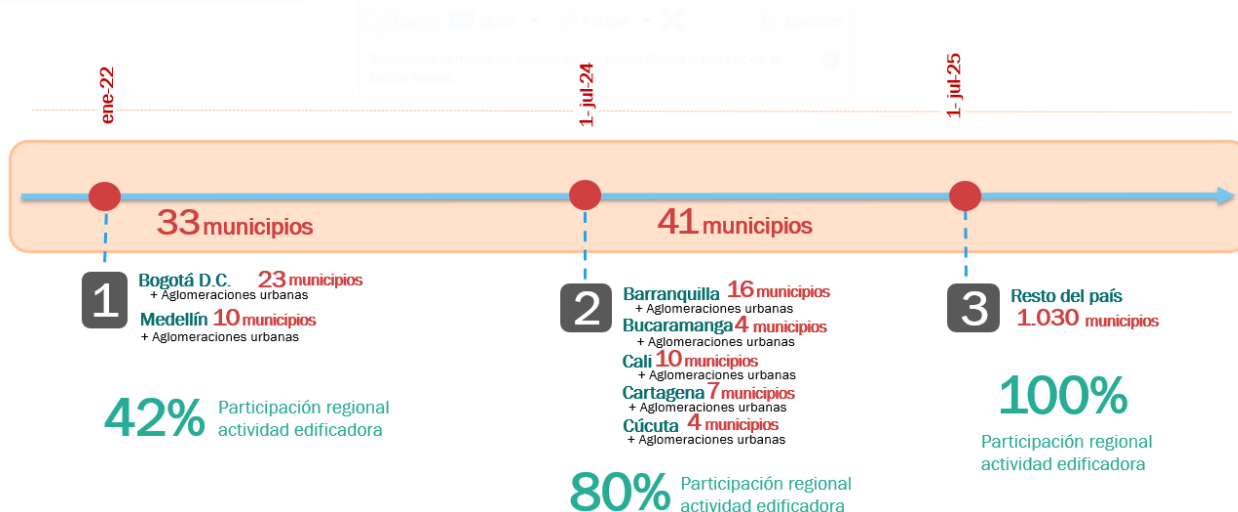 ene-22
1- jul-24
1- jul-25
33 municipios
41 municipios
1
Bogotá D.C. 23 municipios
+ Aglomeraciones urbanas
Medellín 10 municipios
+ Aglomeraciones urbanas
42% Participación regional
actividad edificadora
2
Barranquilla 16 municipios
+ Aglomeraciones urbanas
Bucaramanga 4 municipios
+ Aglomeraciones urbanas
Cali 10 municipios
+ Aglomeraciones urbanas
Cartagena 7 municipios
+ Aglomeraciones urbanas
Cúcuta 4 municipios
+ Aglomeraciones urbanas
80% Participación regional
actividad edificadora
3
Resto del país
1.030 municipios
100%
Participación regional
actividad edificadora